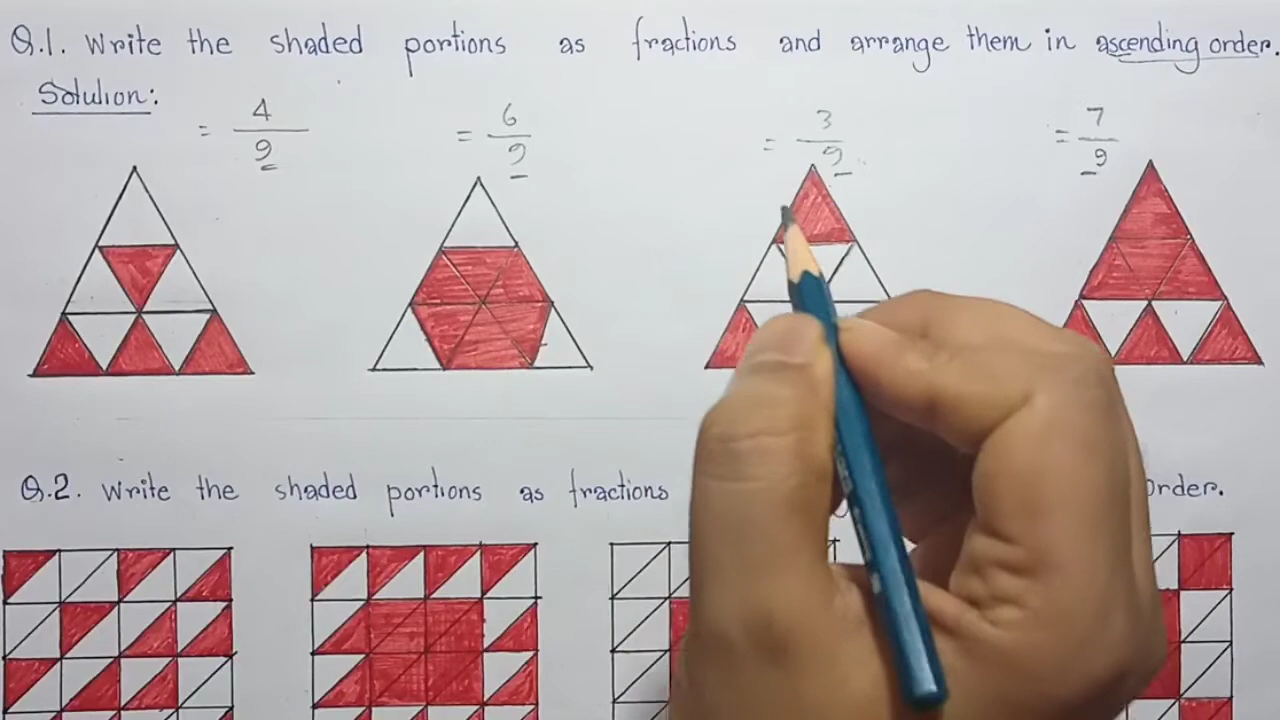 Q.1. Write the shaded portions as fractions and arrange them in ascending order.
Solution:
= 4/9 = 6/9 = 3/9 = 7/9
Q.2. Write the shaded portions as fractions order.